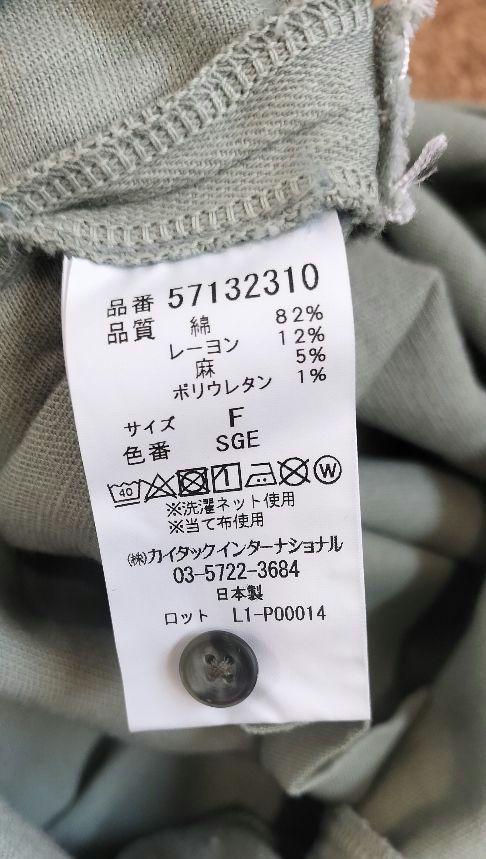 品番 57132310
品質 綿 82%
レーヨン 12%
麻 5%
ポリウレタン 1%
サイズ F
色番 SGE
40 W
※洗濯ネット使用
※当て布使用
㈱カイタックインターナショナル
03-5722-3684
日本製
ロット L1-P00014